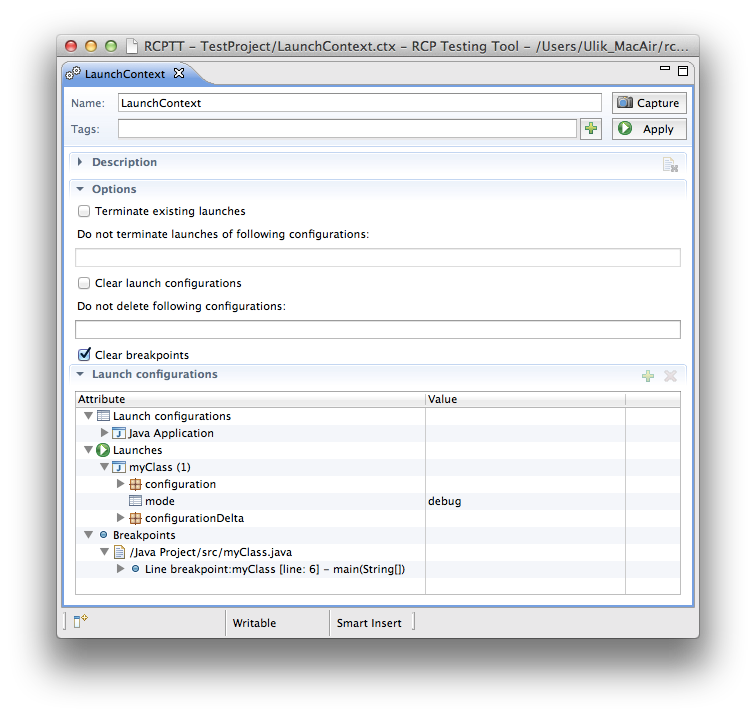 RCPTT – TestProject/LaunchContext.ctx – RCP Testing Tool – /Users/Ulik_MacAir/rc...
LaunchContext
Name: LaunchContext Capture
Tags: Apply
Description
Options
Terminate existing launches
Do not terminate launches of following configurations:
Clear launch configurations
Do not delete following configurations:
Clear breakpoints
Launch configurations
Attribute Value
Launch configurations
Java Application
Launches
myClass (1)
configuration
mode debug
configurationDelta
Breakpoints
/Java Project/src/myClass.java
Line breakpoint:myClass [line: 6] – main(String[])
Writable Smart Insert